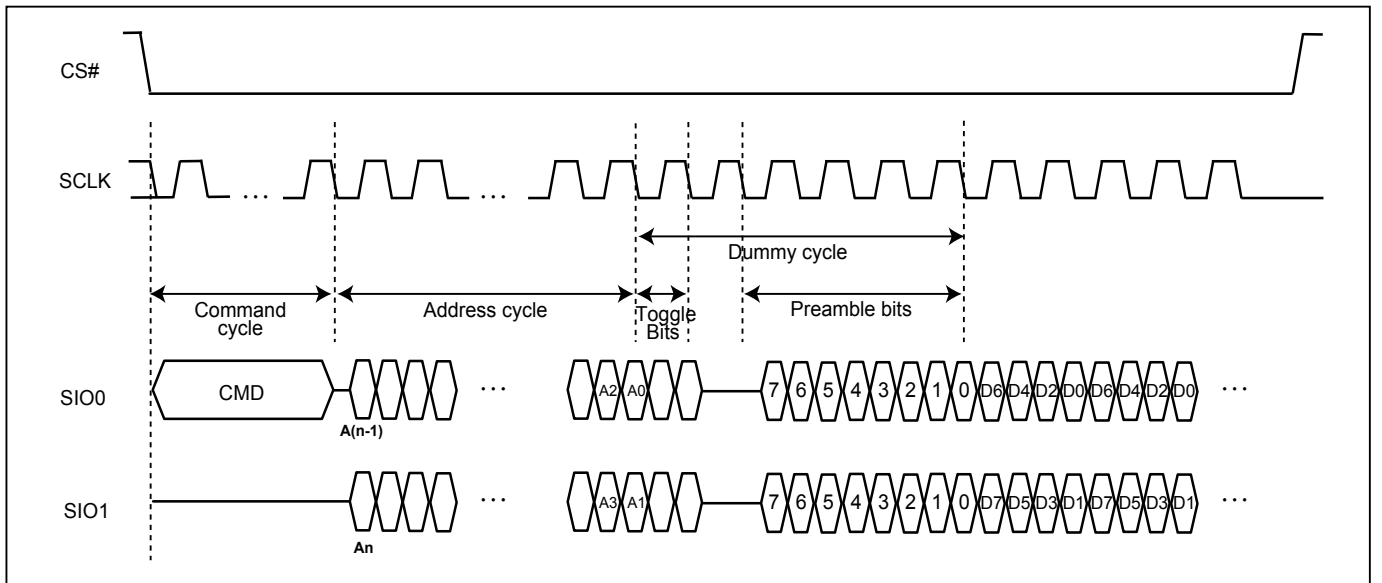 CS#
SCLK
... ...
Dummy cycle
Command cycle
Address cycle
Toggle Bits
Preamble bits
SIO0
CMD
... A2 A0 7 6 5 4 3 2 1 0 D6 D4 D2 D0 D6 D4 D2 D0 ...
A(n-1)
SIO1
... A3 A1 7 6 5 4 3 2 1 0 D7 D5 D3 D1 D7 D5 D3 D1 ...
An